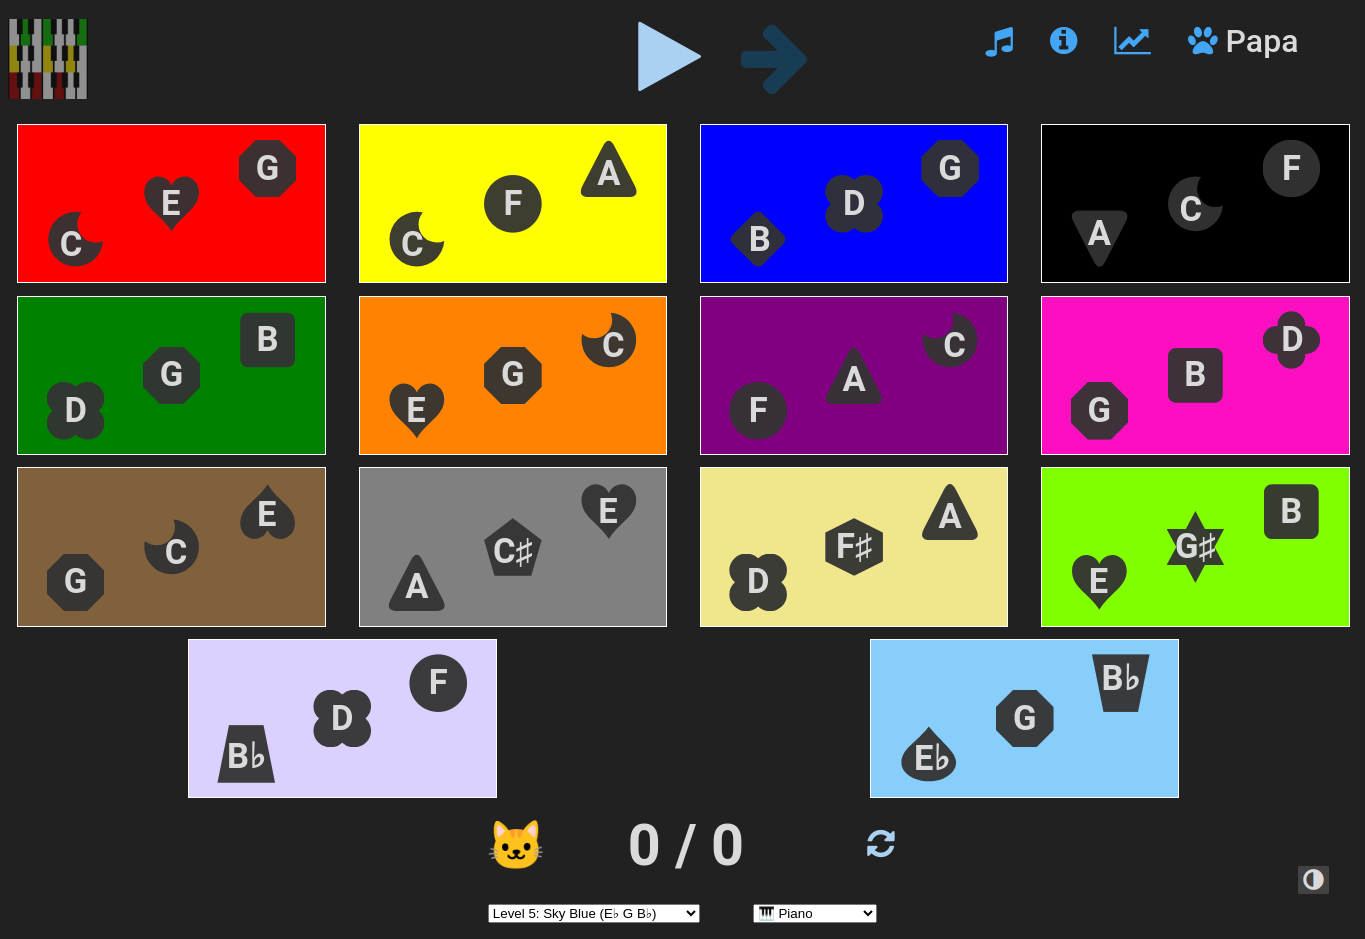 Papa
C E G
C F A
B D G
A C F
D G B
E G C
F A C
G B D
G C E
A C♯ E
D F♯ A
E G♯ B
B♭ D F
E♭ G B♭
0 / 0
Level 5: Sky Blue (E♭ G B♭)
Piano